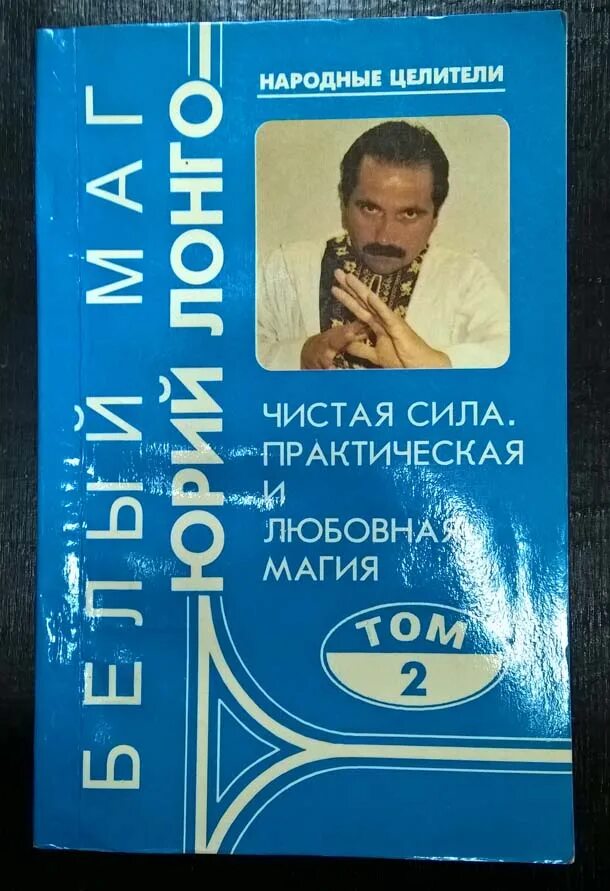 БЕЛЫЙ МАГ
ЮРИЙ ЛОНГО
НАРОДНЫЕ ЦЕЛИТЕЛИ
ЧИСТАЯ СИЛА.
ПРАКТИЧЕСКАЯ
И
ЛЮБОВНАЯ
МАГИЯ
ТОМ
2